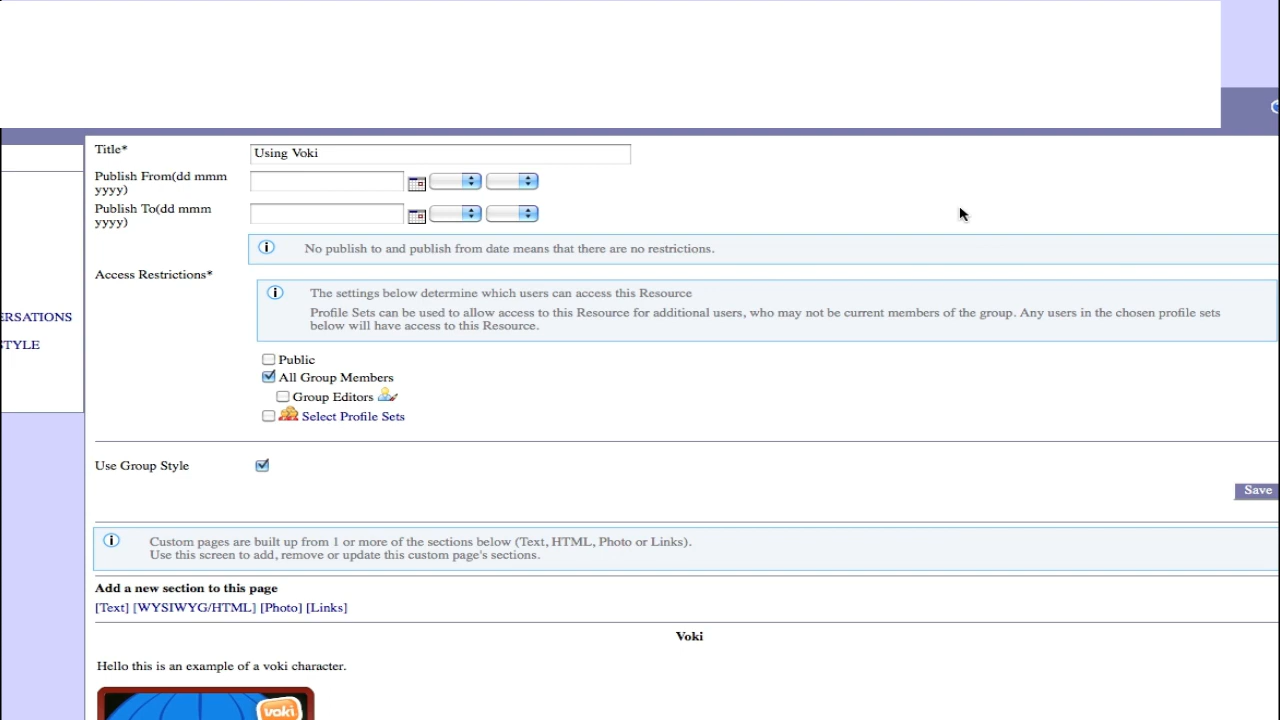 Title*
Using Voki
Publish From(dd mmm
yyyy)
Publish To(dd mmm
yyyy)
No publish to and publish from date means that there are no restrictions.
Access Restrictions*
The settings below determine which users can access this Resource
Profile Sets can be used to allow access to this Resource for additional users, who may not be current members of the group. Any users in the chosen profile sets
below will have access to this Resource.
ERSATIONS
STYLE
Public
All Group Members
Group Editors
Select Profile Sets
Use Group Style
Save
Custom pages are built up from 1 or more of the sections below (Text, HTML, Photo or Links).
Use this screen to add, remove or update this custom page's sections.
Add a new section to this page
[Text] [WYSIWYG/HTML] [Photo] [Links]
Voki
Hello this is an example of a voki character.
voki